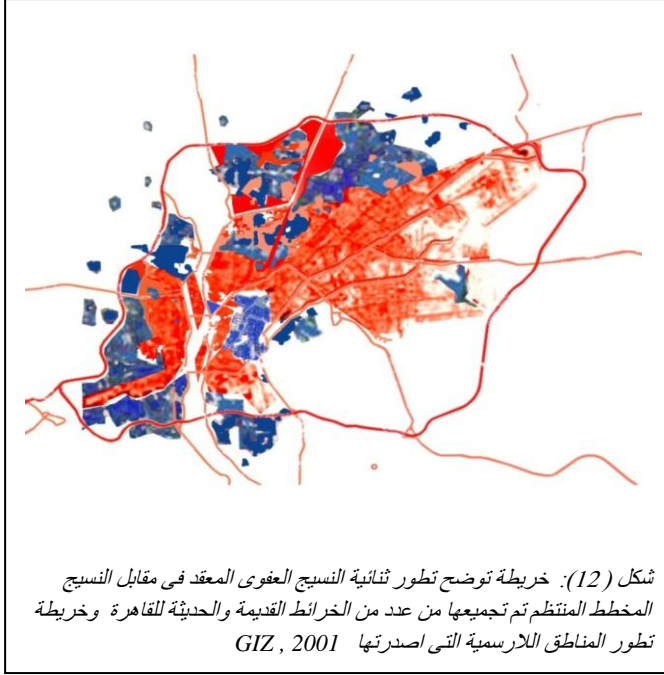 شكل (12): خريطة توضح تطور ثنائية النسيج العفوى المعقد فى مقابل النسيج
المخطط المنتظم تم تجميعها من عدد من الخرائط القديمة والحديثة للقاهرة وخريطة
تطور المناطق اللارسمية التى اصدرتها GIZ , 2001